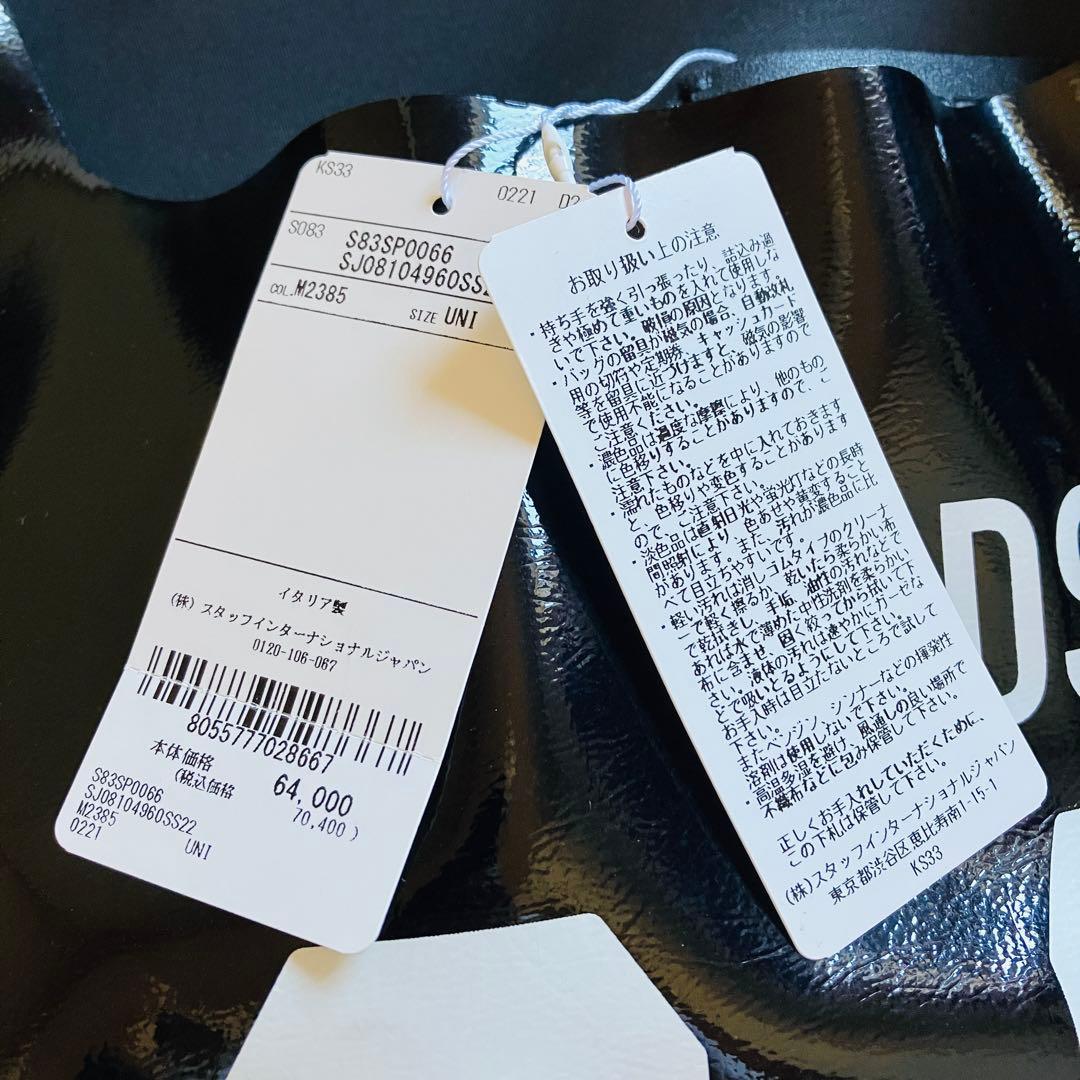 KS33
0221 D2
S083 S83SP0066
SJ08104960SS2
COL.M2385
SIZE UNI
イタリア製
(株) スタッフインターナショナルジャパン
0120-106-067
8055777028667
本体価格 64,000
(税込価格 70,400)
S83SP0066
SJ08104960SS22
M2385
0221 UNI
お取り扱い上の注意
・持ち手を強く引っ張ったり、詰込み過
ぎや極めて重いものを入れて使用しな
いで下さい。破損の原因となります。
・バッグの留具が磁気の場合、自動改札
用の切符や定期券、キャッシュカード
等を留具に近づけますと、磁気の影響
で使用不能になることがありますので
ご注意ください。
・濃色品は過度な摩擦により、他のもの
に色移りすることがありますので、ご
注意下さい。
・濡れたものなどを中に入れておきます
と、色移りや変色することがあります
ので、ご注意下さい。
・淡色品は直射日光や蛍光灯などの長時
間照射により、色あせや黄変すること
があります。また、汚れが濃色品に比
べて目立ちやすいです。
・軽い汚れは消しゴムタイプのクリーナ
ーで軽く擦るか、乾いたら柔らかい布
で乾拭きし、手垢、油性の汚れなどで
あれば水で薄めた中性洗剤を柔らかい
布に含ませ、固く絞ってから拭いて下
さい。液体の汚れは速やかにガーゼな
どで吸いとるようにして下さい。
お手入時は目立たないところで試して
下さい。
またベンジン、シンナーなどの揮発性
溶剤は使用しないで下さい。
・高温多湿を避け、風通しの良い場所で
不織布などに包み保管して下さい。
正しくお手入れしていただくために、
この下札は保管して下さい。
(株)スタッフインターナショナルジャパン
東京都渋谷区恵比寿南1-15-1
KS33
DS